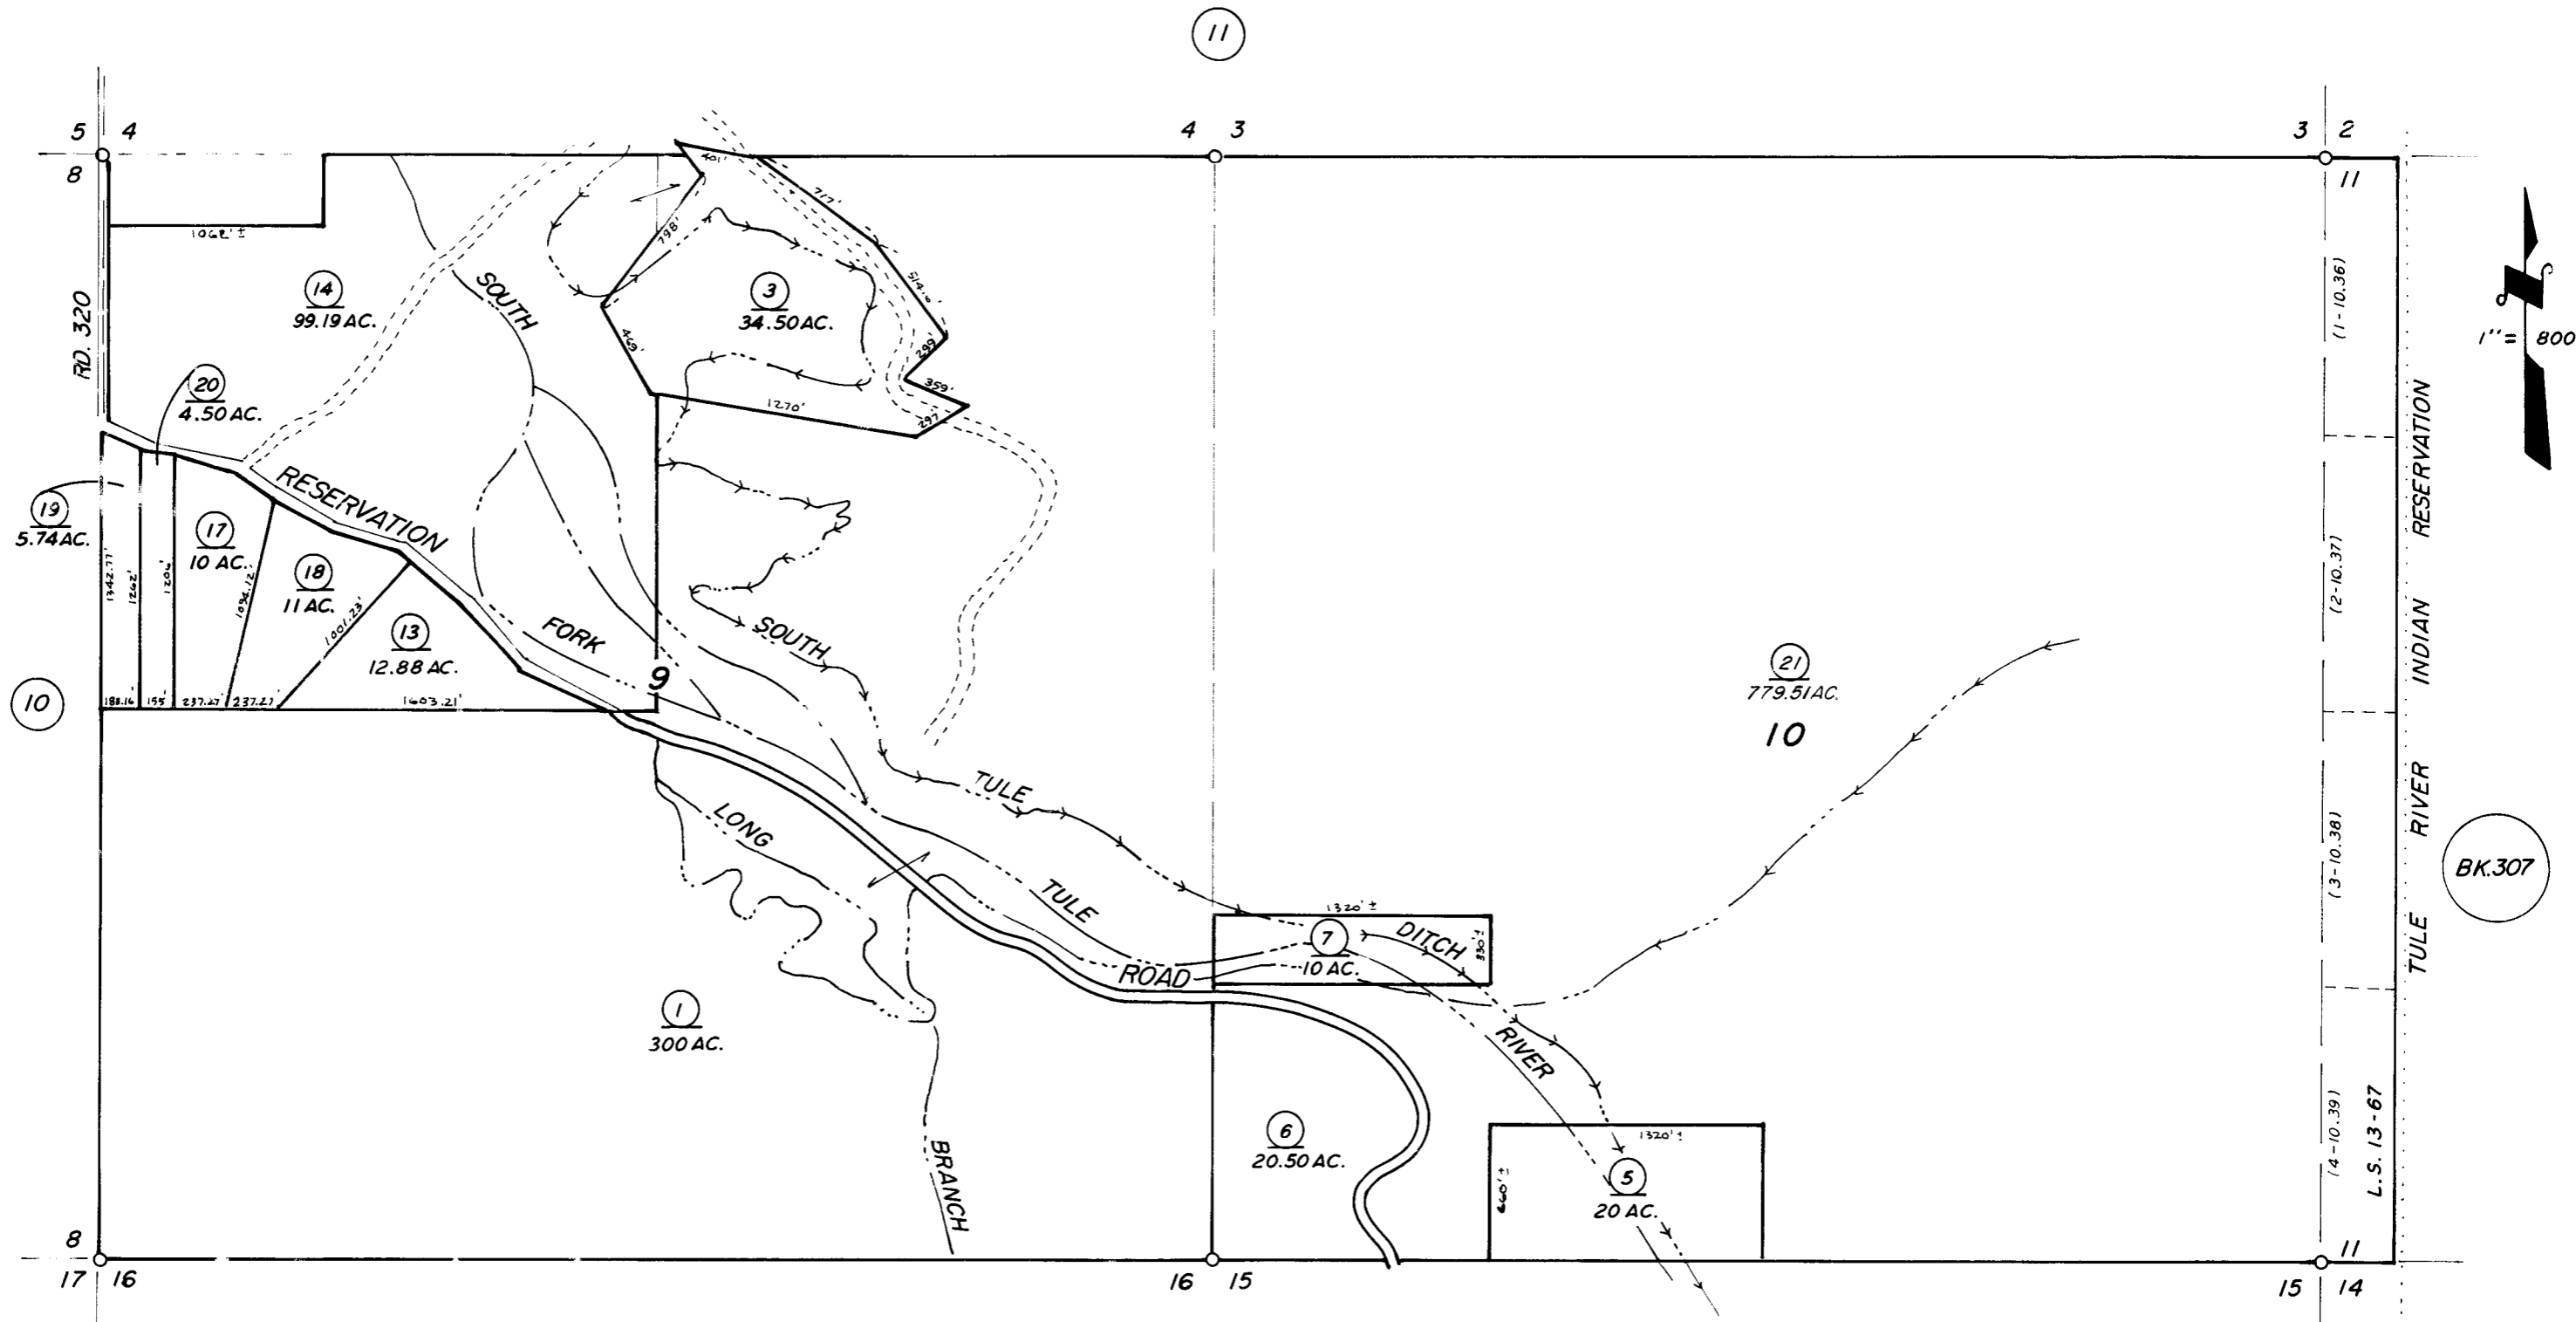 11
5 4
4 3
3 2
8
11
401'
717'
1062'±
798'
514.6'
(1-10.36)
1"= 800
RD. 320
14
99.19 AC.
SOUTH
3
34.50 AC.
469'
299'
359'
297'
1270'
20
4.50 AC.
RESERVATION
19
5.74 AC.
17
10 AC.
18
11 AC.
13
12.88 AC.
1342.77'
1262'
1206'
1094.12'
1001.23'
188.16'
155'
237.27'
237.27'
1603.21'
FORK
9
10
SOUTH
TULE
21
779.51 AC.
10
(2-10.37)
(3-10.38)
(4-10.39)
TULE RIVER INDIAN RESERVATION
BK.307
LONG
TULE
ROAD
1320'±
7
10 AC.
DITCH
330'±
RIVER
1
300 AC.
BRANCH
6
20.50 AC.
1320'±
660'±
5
20 AC.
L.S. 13-67
8
11
17 16
16 15
15 14